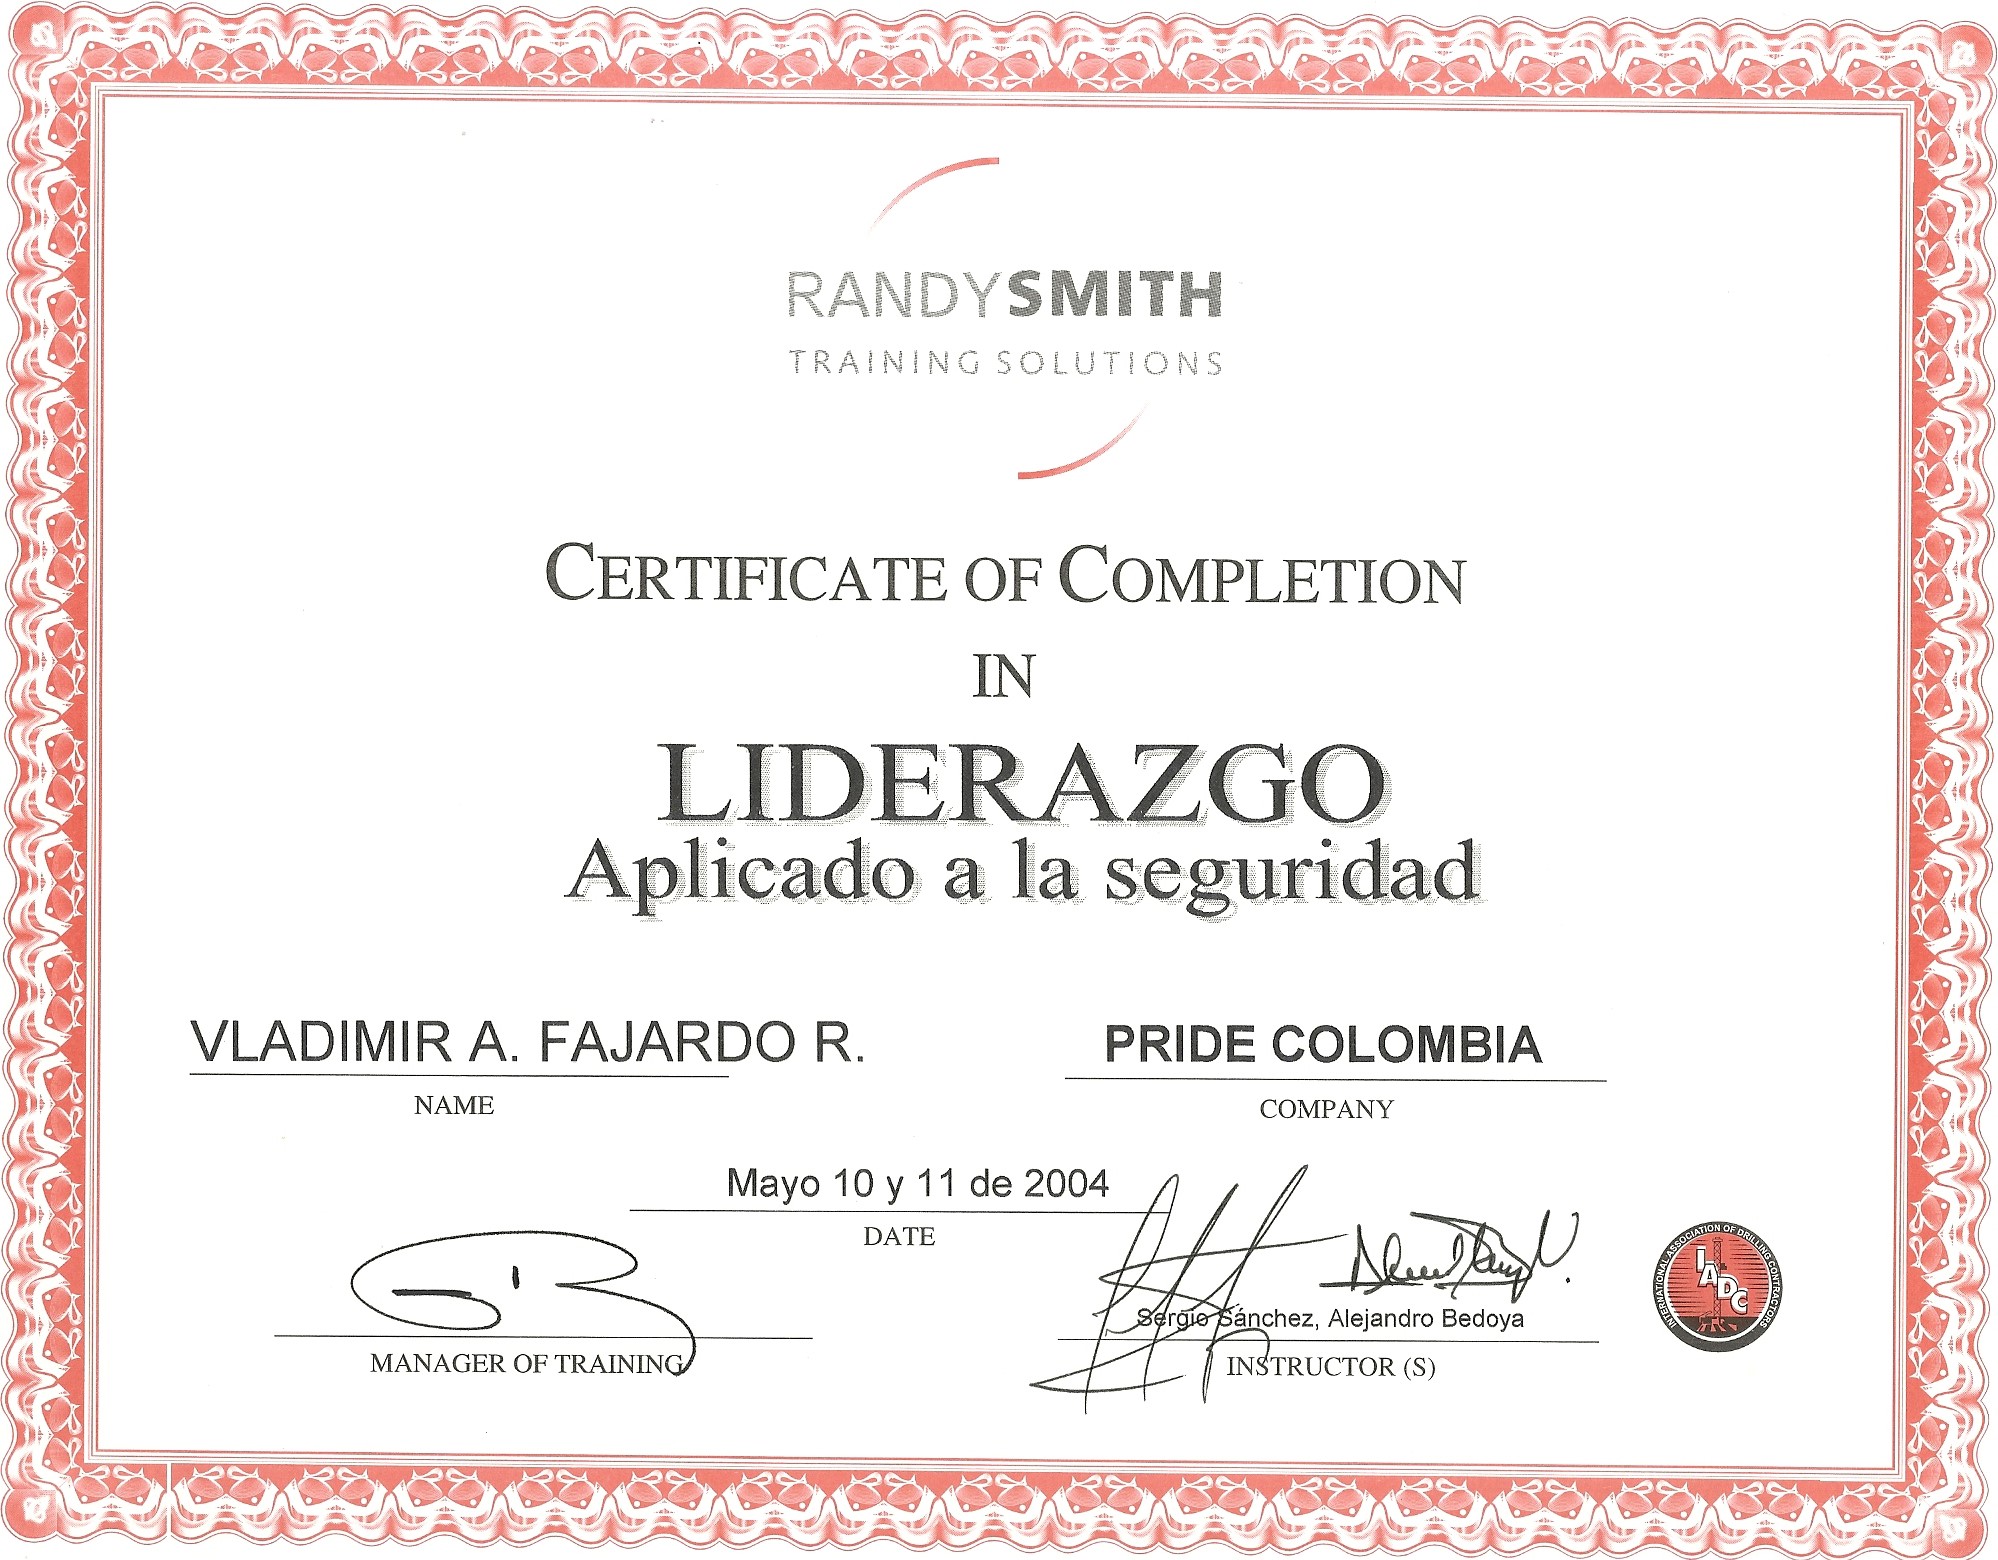 RANDYSMITH
TRAINING SOLUTIONS
CERTIFICATE OF COMPLETION
IN
LIDERAZGO
Aplicado a la seguridad
VLADIMIR A. FAJARDO R.
NAME
PRIDE COLOMBIA
COMPANY
Mayo 10 y 11 de 2004
DATE
MANAGER OF TRAINING
Sergio Sánchez, Alejandro Bedoya
INSTRUCTOR (S)
INTERNATIONAL ASSOCIATION OF DRILLING CONTRACTORS
IADC